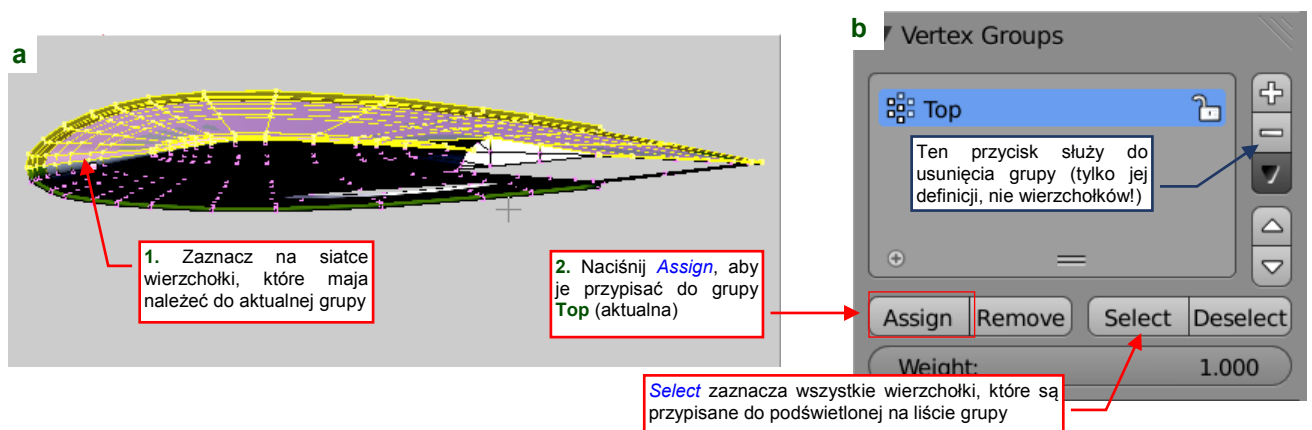 a
1. Zaznacz na siatce
wierzchołki, które maja
należeć do aktualnej grupy
2. Naciśnij Assign, aby
je przypisać do grupy
Top (aktualna)
b
Vertex Groups
Top
Ten przycisk służy do
usunięcia grupy (tylko jej
definicji, nie wierzchołków!)
Assign Remove Select Deselect
Weight: 1.000
Select zaznacza wszystkie wierzchołki, które są
przypisane do podświetlonej na liście grupy